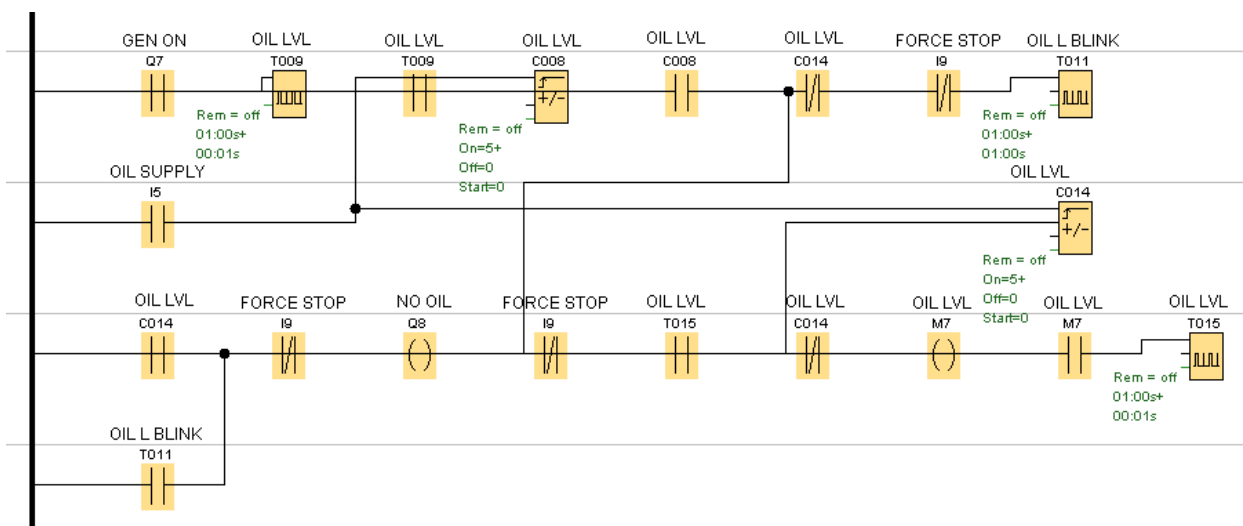 GEN ON OIL LVL OIL LVL OIL LVL OIL LVL OIL LVL FORCE STOP OIL L BLINK
Q7 T009 T009 C008 C008 C014 I9 T011
+/-
Rem = off
01:00s+
00:01s
Rem = off
On=5+
Off=0
Start=0
Rem = off
01:00s+
01:00s
OIL SUPPLY OIL LVL
I5 C014
+/-
Rem = off
On=5+
Off=0
Start=0
OIL LVL FORCE STOP NO OIL FORCE STOP OIL LVL OIL LVL OIL LVL OIL LVL OIL LVL
C014 I9 Q8 I9 T015 C014 M7 M7 T015
Rem = off
01:00s+
00:01s
OIL L BLINK
T011